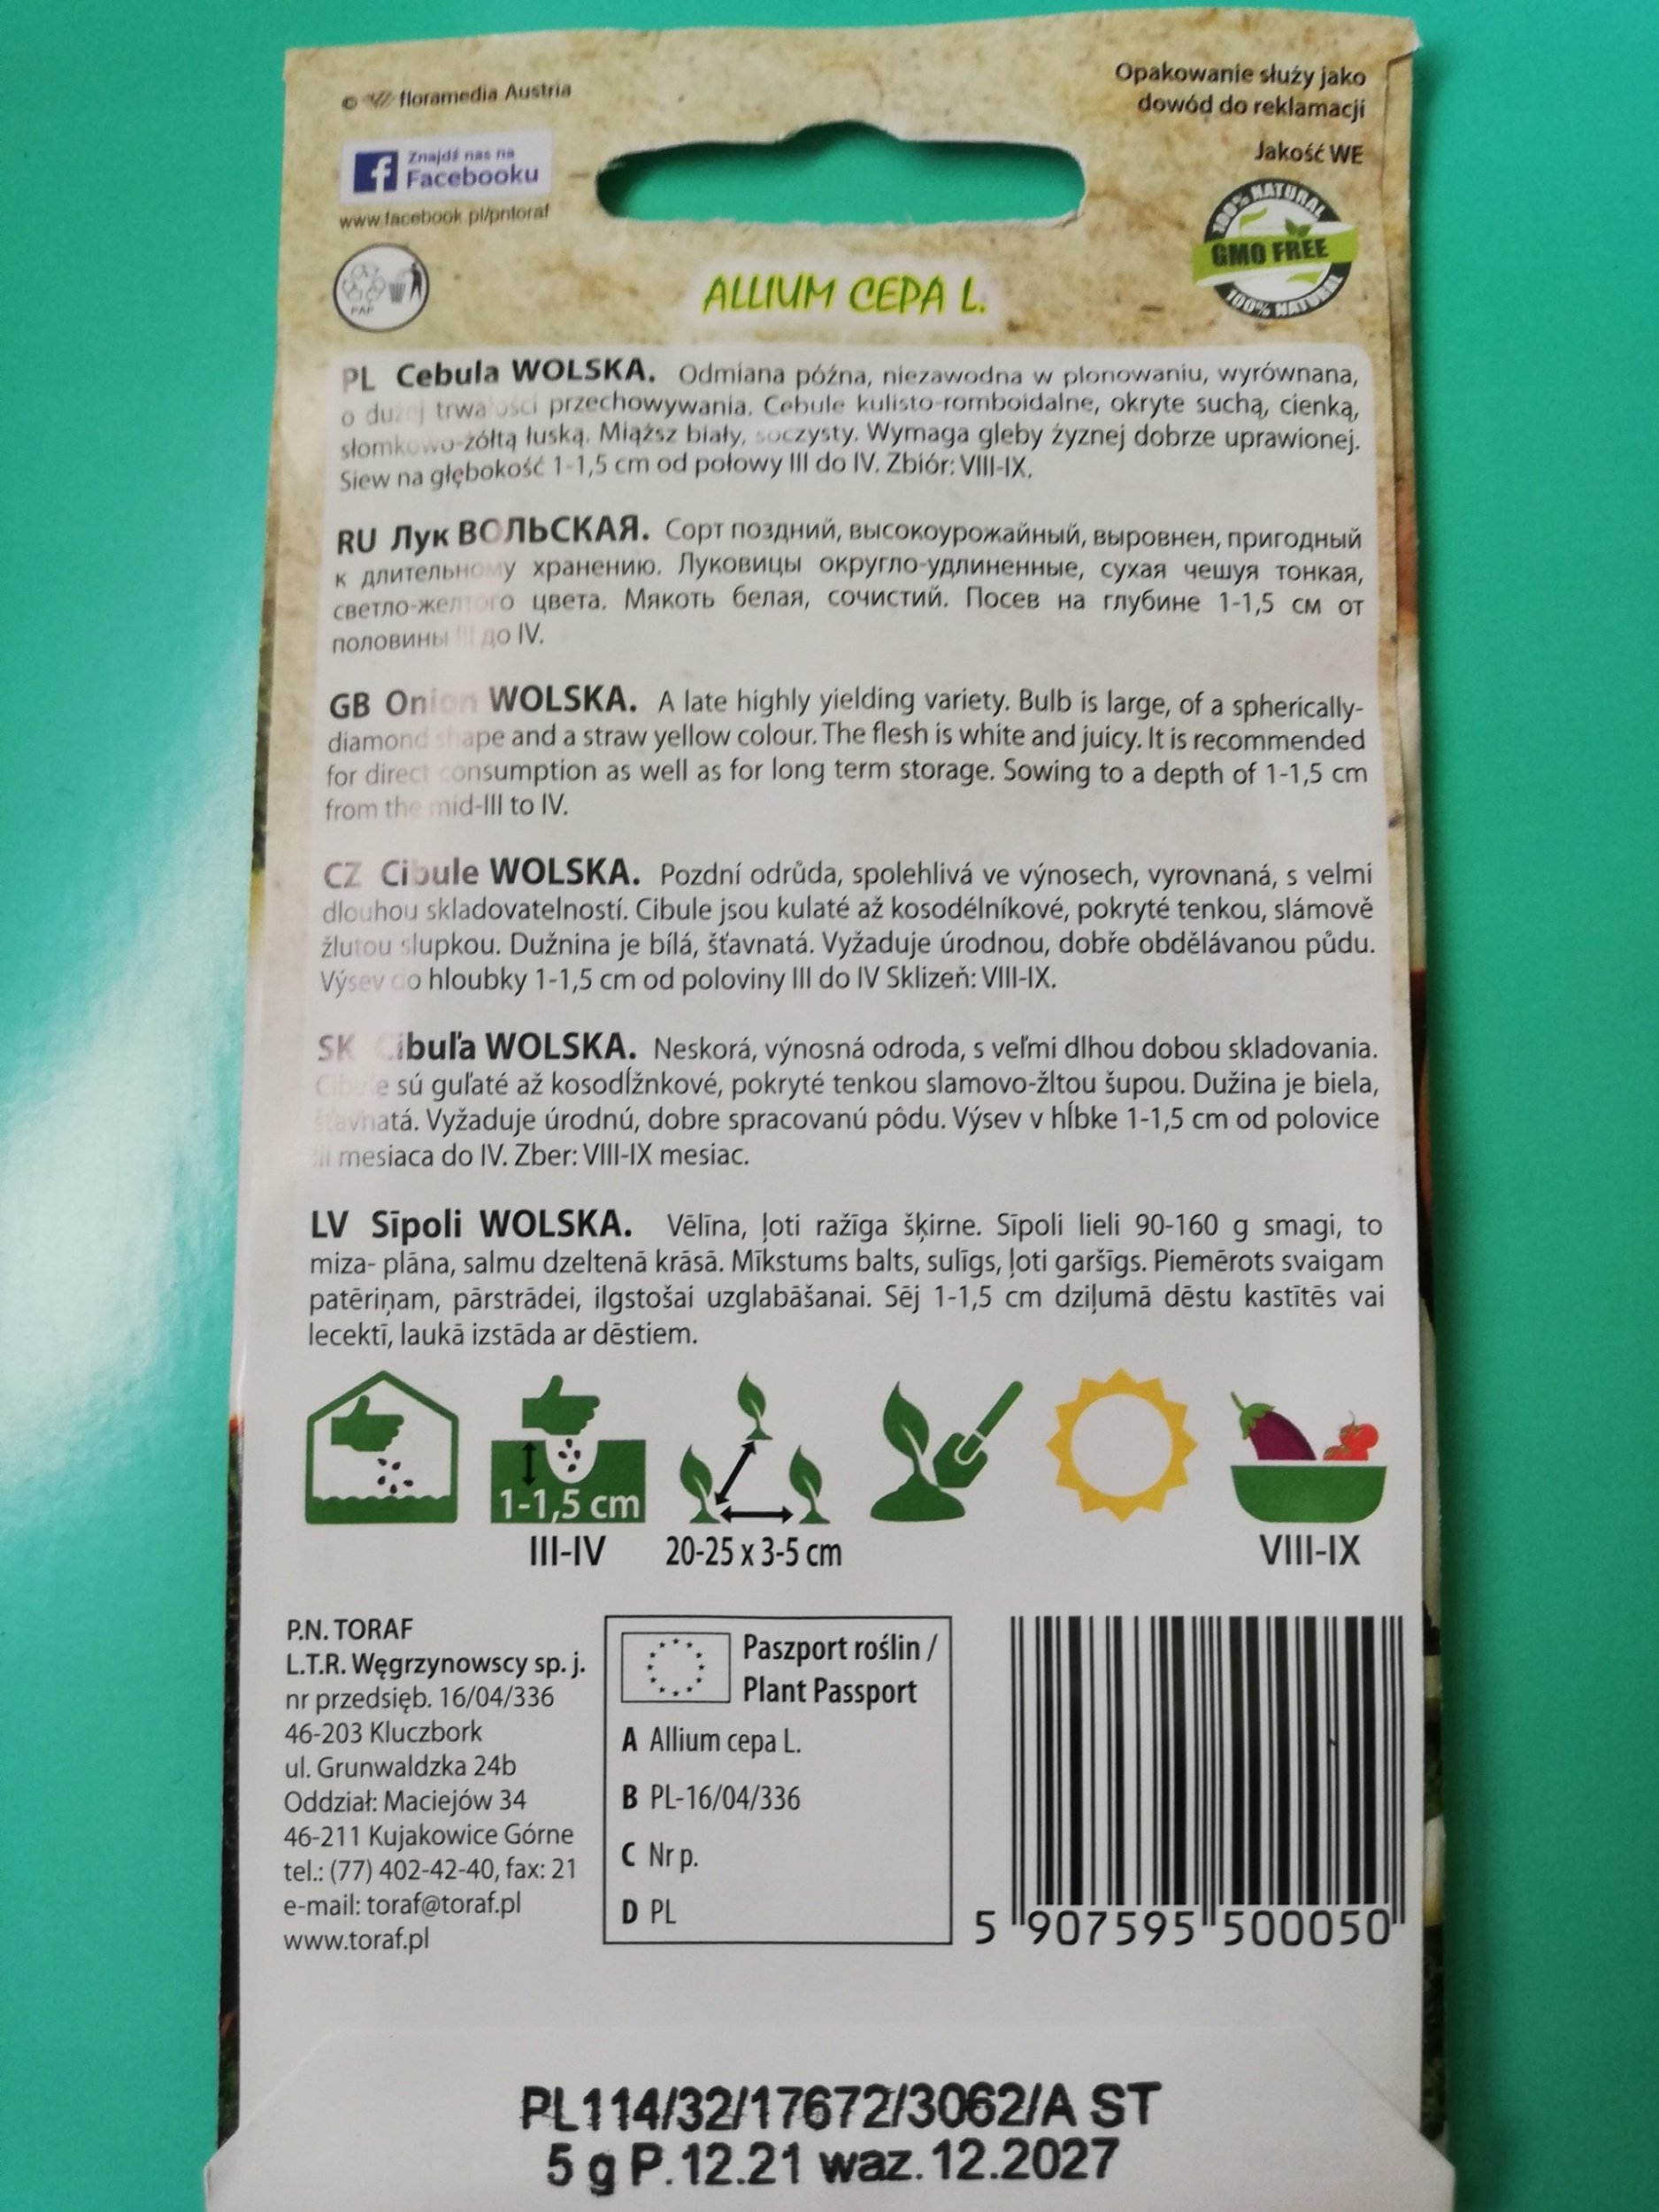 © floramedia Austria
Opakowanie służy jako
dowód do reklamacji
Jakość WE
Znajdź nas na
Facebooku
www.facebook.pl/pntoraf
100% NATURAL
GMO FREE
100% NATURAL
PAP
ALLIUM CEPA L.
PL Cebula WOLSKA. Odmiana późna, niezawodna w plonowaniu, wyrównana,
o dużej trwałości przechowywania. Cebule kulisto-romboidalne, okryte suchą, cienką,
słomkowo-żółtą łuską. Miąższ biały, soczysty. Wymaga gleby żyznej dobrze uprawionej.
Siew na głębokość 1-1,5 cm od połowy III do IV. Zbiór: VIII-IX.
RU Лук ВОЛЬСКАЯ. Сорт поздний, высокоурожайный, выровнен, пригодный
к длительному хранению. Луковицы округло-удлиненные, сухая чешуя тонкая,
светло-желтого цвета. Мякоть белая, сочистий. Посев на глубине 1-1,5 см от
половины III до IV.
GB Onion WOLSKA. A late highly yielding variety. Bulb is large, of a spherically-
diamond shape and a straw yellow colour. The flesh is white and juicy. It is recommended
for direct consumption as well as for long term storage. Sowing to a depth of 1-1,5 cm
from the mid-III to IV.
CZ Cibule WOLSKA. Pozdní odrůda, spolehlivá ve výnosech, vyrovnaná, s velmi
dlouhou skladovatelností. Cibule jsou kulaté až kosodélníkové, pokryté tenkou, slámově
žlutou slupkou. Dužnina je bílá, šťavnatá. Vyžaduje úrodnou, dobře obdělávanou půdu.
Výsev do hloubky 1-1,5 cm od poloviny III do IV Sklizeň: VIII-IX.
SK Cibuľa WOLSKA. Neskorá, výnosná odroda, s veľmi dlhou dobou skladovania.
Cibule sú guľaté až kosodĺžnkové, pokryté tenkou slamovo-žltou šupou. Dužina je biela,
šťavnatá. Vyžaduje úrodnú, dobre spracovanú pôdu. Výsev v hĺbke 1-1,5 cm od polovice
III mesiaca do IV. Zber: VIII-IX mesiac.
LV Sīpoli WOLSKA. Vēlīna, ļoti ražīga šķirne. Sīpoli lieli 90-160 g smagi, to
miza- plāna, salmu dzeltenā krāsā. Mīkstums balts, sulīgs, ļoti garšīgs. Piemērots svaigam
patēriņam, pārstrādei, ilgstošai uzglabāšanai. Sēj 1-1,5 cm dziļumā dēstu kastītēs vai
lecektī, laukā izstāda ar dēstiem.
1-1,5 cm
III-IV
20-25 x 3-5 cm
VIII-IX
P.N. TORAF
L.T.R. Węgrzynowscy sp. j.
nr przedsięb. 16/04/336
46-203 Kluczbork
ul. Grunwaldzka 24b
Oddział: Maciejów 34
46-211 Kujakowice Górne
tel.: (77) 402-42-40, fax: 21
e-mail: toraf@toraf.pl
www.toraf.pl
Paszport roślin /
Plant Passport
A Allium cepa L.
B PL-16/04/336
C Nr p.
D PL
5 907595 500050
PL114/32/17672/3062/A ST
5 g P.12.21 waz.12.2027